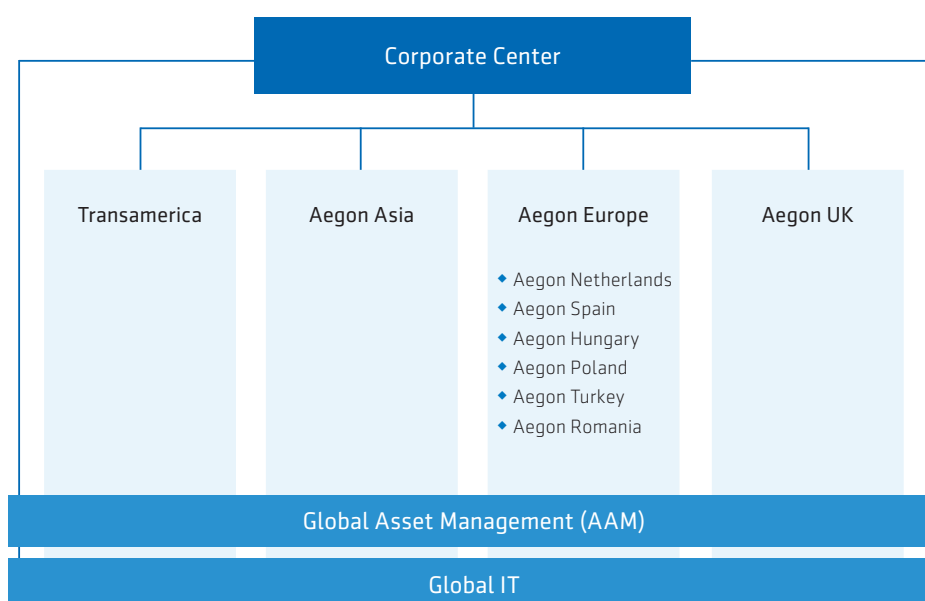 Corporate Center
Transamerica
Aegon Asia
Aegon Europe
Aegon UK
Aegon Netherlands
Aegon Spain
Aegon Hungary
Aegon Poland
Aegon Turkey
Aegon Romania
Global Asset Management (AAM)
Global IT